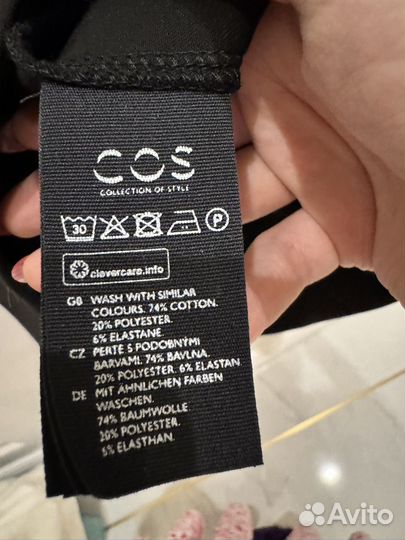 COS
COLLECTION OF STYLE
30 P
clevercare.info
GB WASH WITH SIMILAR
COLOURS. 74% COTTON.
20% POLYESTER.
6% ELASTANE.
CZ PERTE S PODOBNÝMI
BARVAMI. 74% BAVLNA.
20% POLYESTER. 6% ELASTAN
DE MIT ÄHNLICHEN FARBEN
WASCHEN.
74% BAUMWOLLE.
20% POLYESTER.
6% ELASTHAN.
Avito